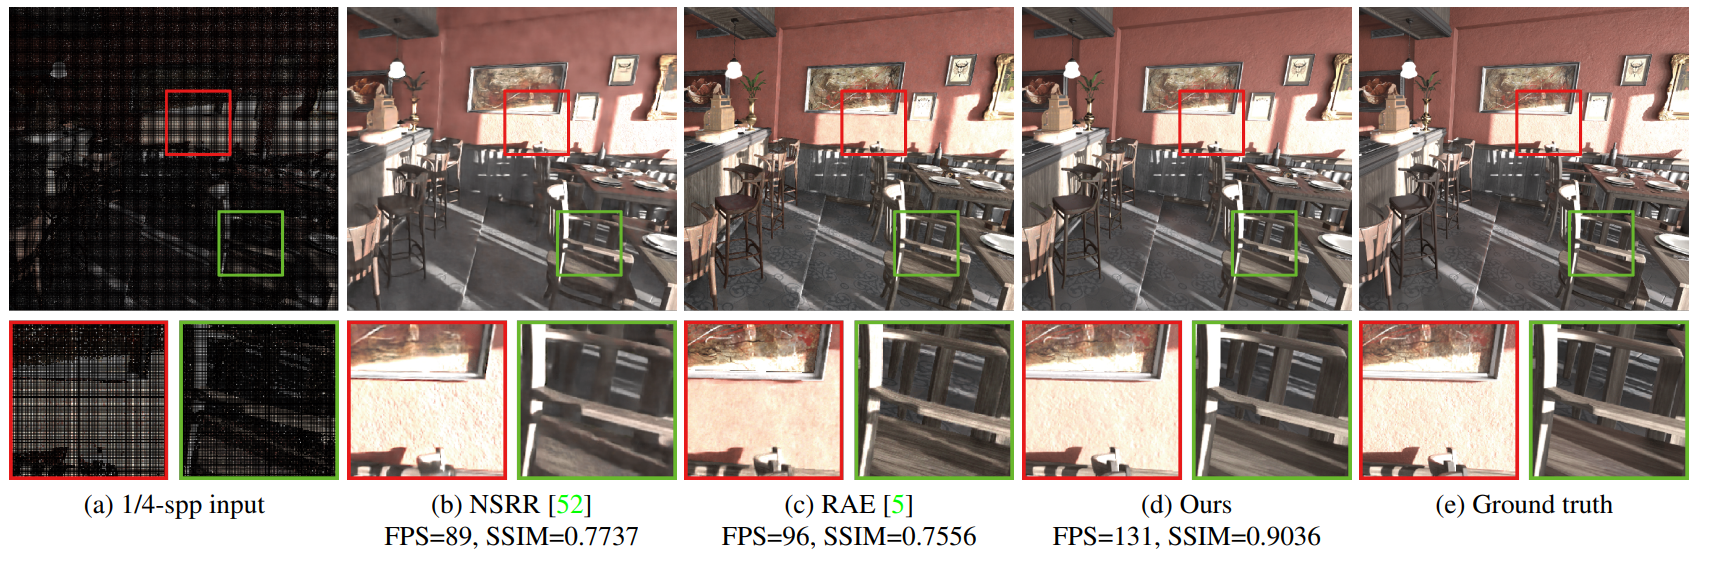 (a) 1/4-spp input
(b) NSRR [52]
FPS=89, SSIM=0.7737
(c) RAE [5]
FPS=96, SSIM=0.7556
(d) Ours
FPS=131, SSIM=0.9036
(e) Ground truth